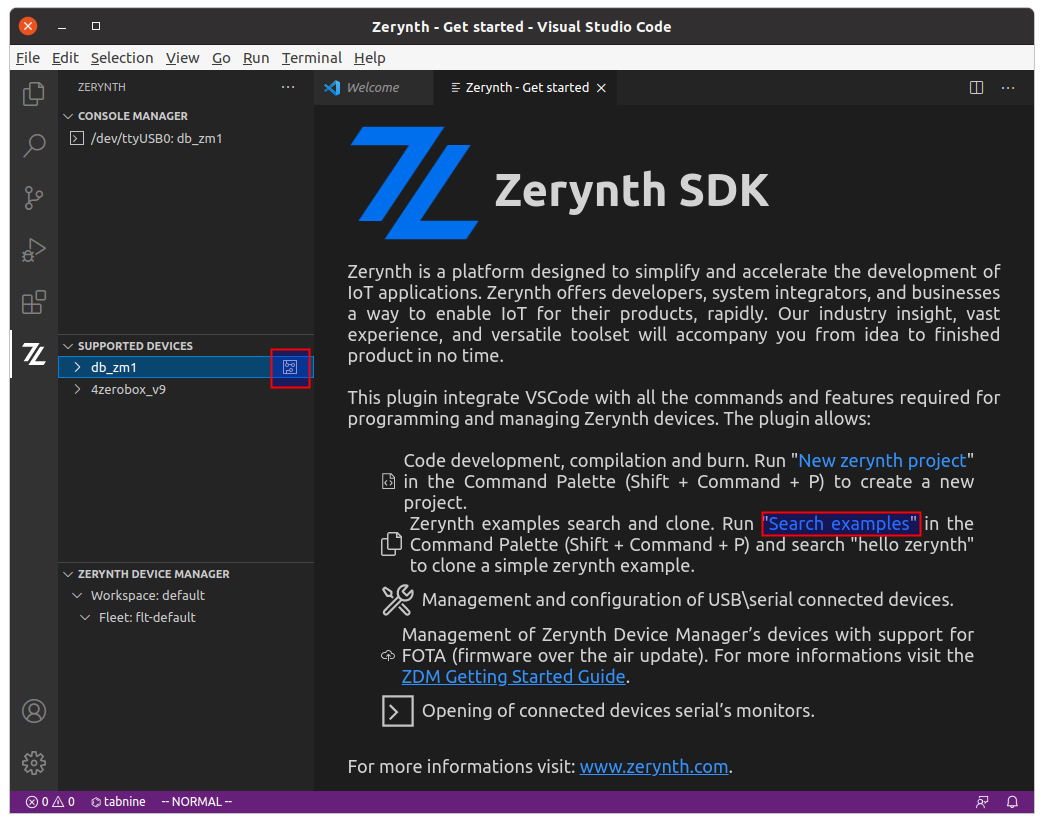 Zerynth - Get started - Visual Studio Code
File Edit Selection View Go Run Terminal Help
ZERYNTH
CONSOLE MANAGER
/dev/ttyUSB0: db_zm1
SUPPORTED DEVICES
db_zm1
4zerobox_v9
ZERYNTH DEVICE MANAGER
Workspace: default
Fleet: flt-default
Welcome
Zerynth - Get started
Zerynth SDK
Zerynth is a platform designed to simplify and accelerate the development of
IoT applications. Zerynth offers developers, system integrators, and businesses
a way to enable IoT for their products, rapidly. Our industry insight, vast
experience, and versatile toolset will accompany you from idea to finished
product in no time.
This plugin integrate VSCode with all the commands and features required for
programming and managing Zerynth devices. The plugin allows:
Code development, compilation and burn. Run "New zerynth project"
in the Command Palette (Shift + Command + P) to create a new
project.
Zerynth examples search and clone. Run "Search examples" in the
Command Palette (Shift + Command + P) and search "hello zerynth"
to clone a simple zerynth example.
Management and configuration of USB\serial connected devices.
Management of Zerynth Device Manager’s devices with support for
FOTA (firmware over the air update). For more informations visit the
ZDM Getting Started Guide.
Opening of connected devices serial’s monitors.
For more informations visit: www.zerynth.com.
0 0 tabnine -- NORMAL --